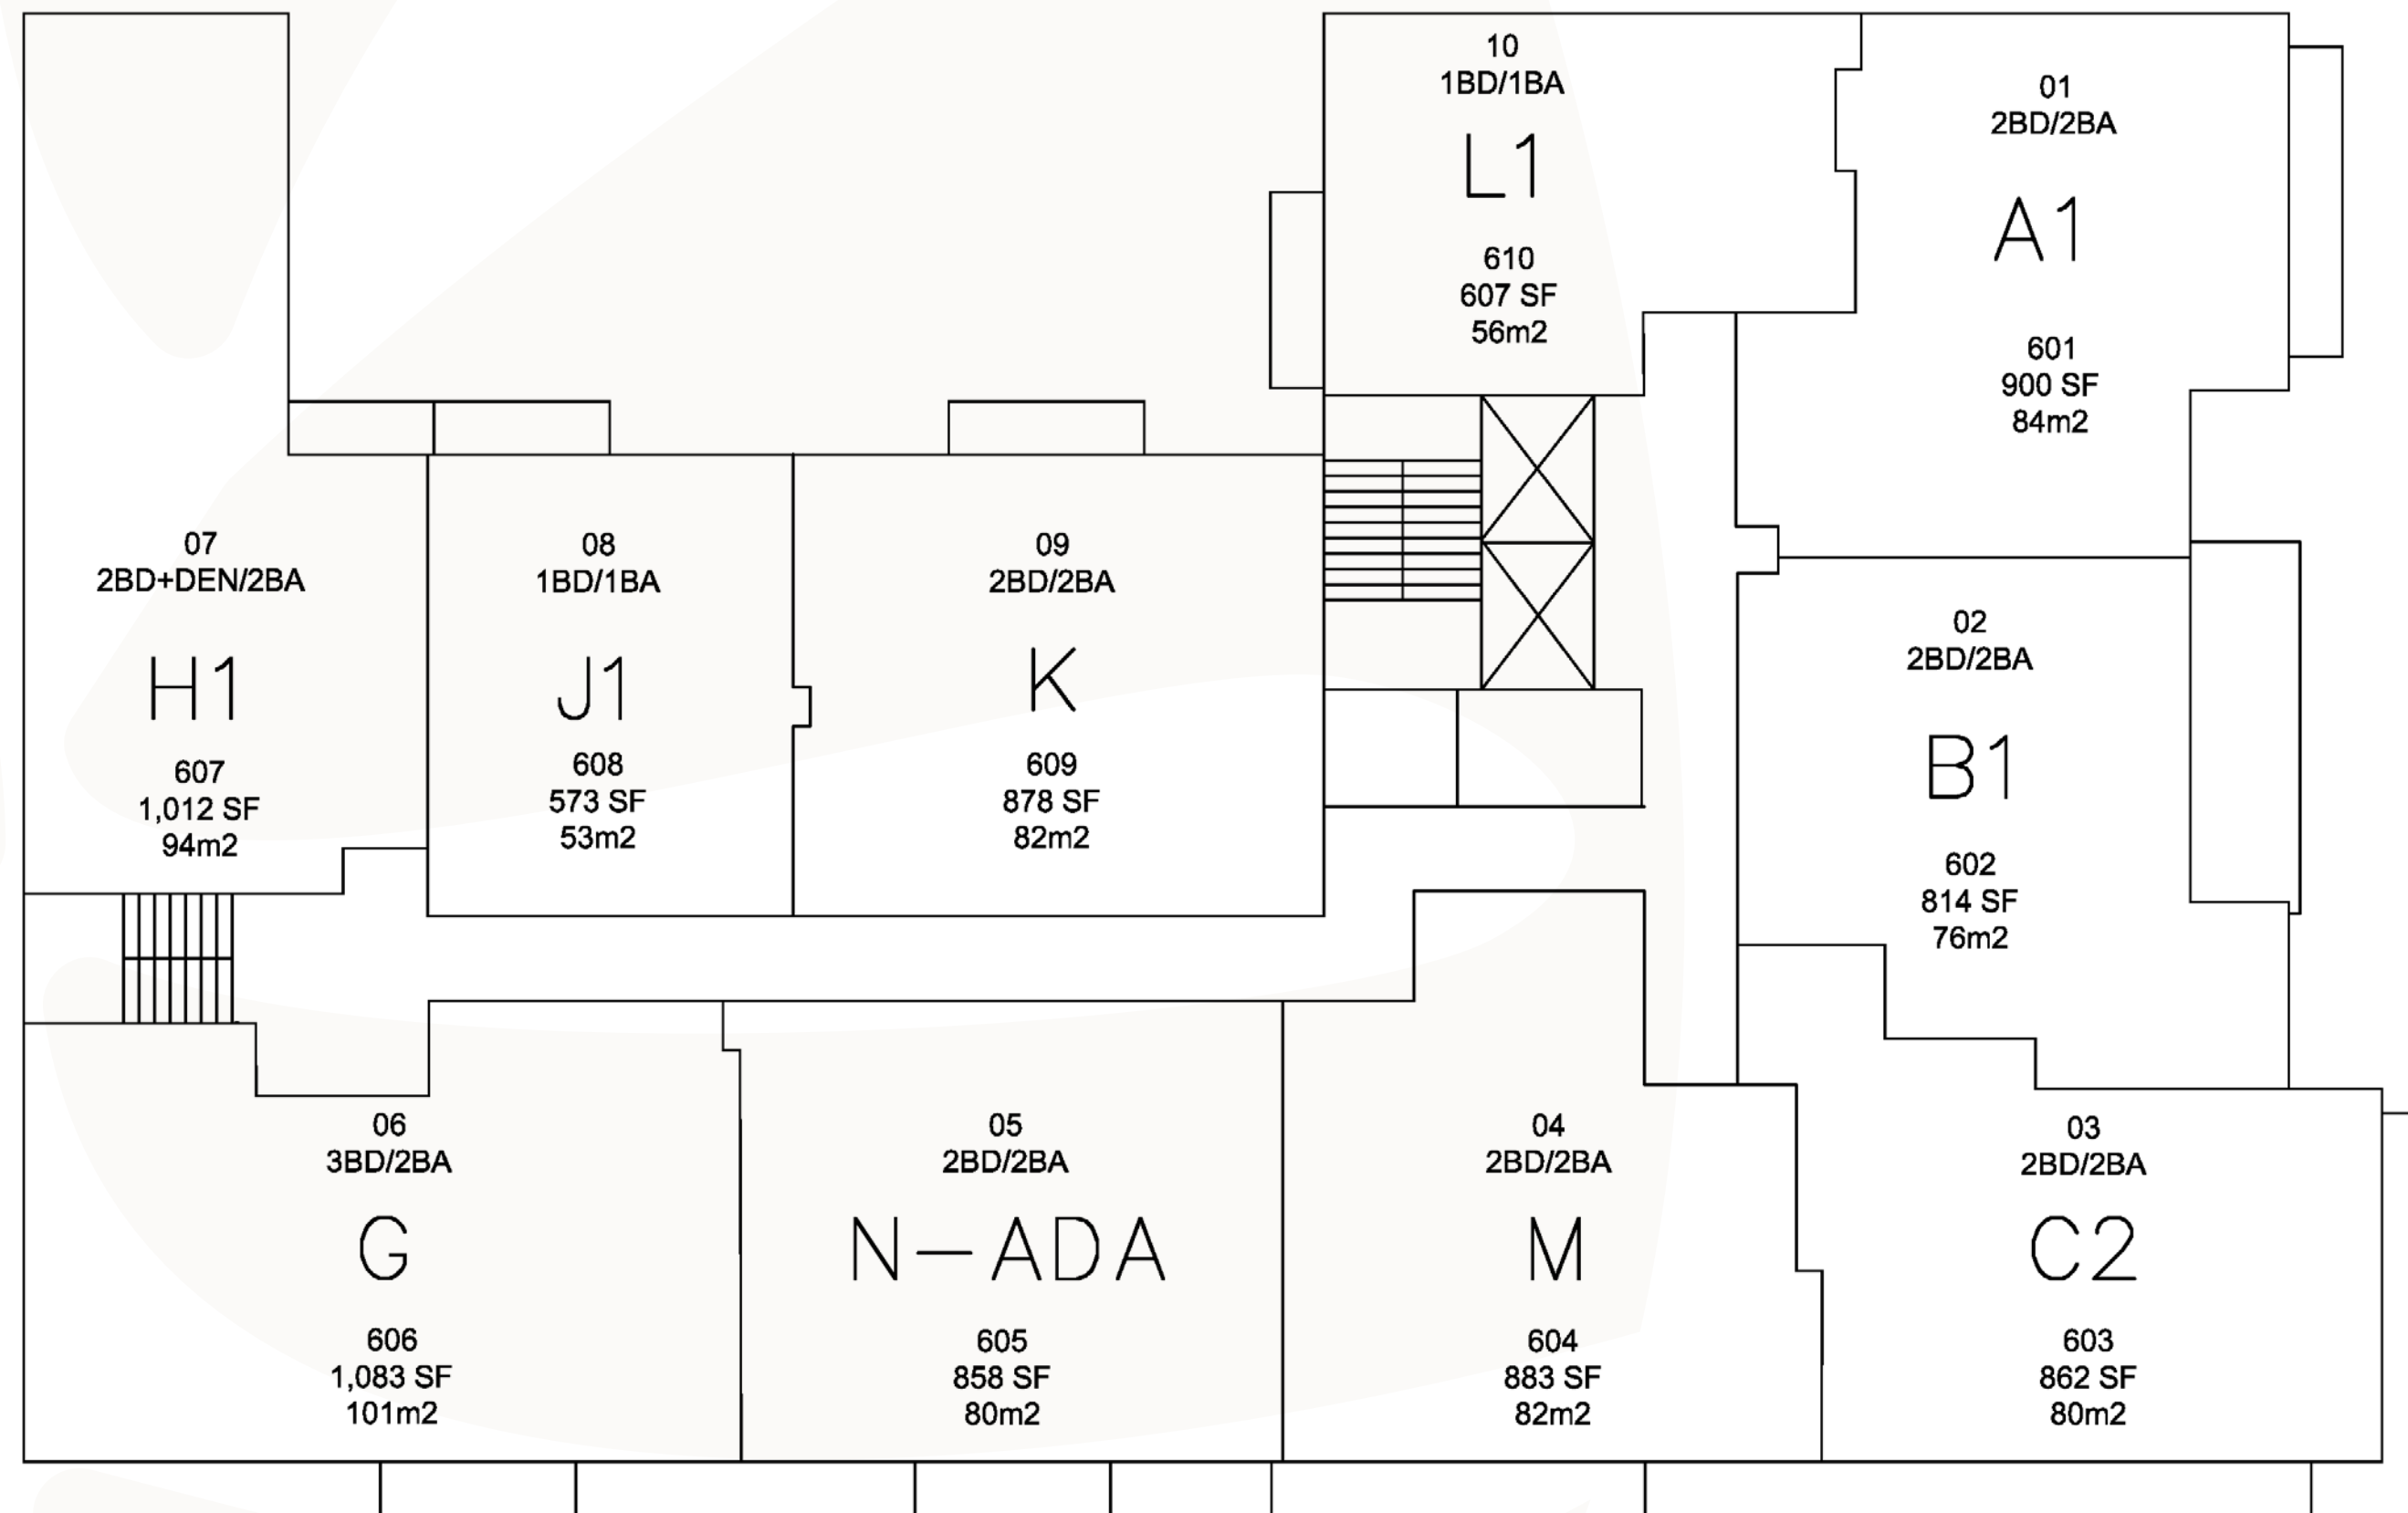 10
1BD/1BA
L1
610
607 SF
56m2
01
2BD/2BA
A1
601
900 SF
84m2
07
2BD+DEN/2BA
H1
607
1,012 SF
94m2
08
1BD/1BA
J1
608
573 SF
53m2
09
2BD/2BA
K
609
878 SF
82m2
02
2BD/2BA
B1
602
814 SF
76m2
06
3BD/2BA
G
606
1,083 SF
101m2
05
2BD/2BA
N-ADA
605
858 SF
80m2
04
2BD/2BA
M
604
883 SF
82m2
03
2BD/2BA
C2
603
862 SF
80m2